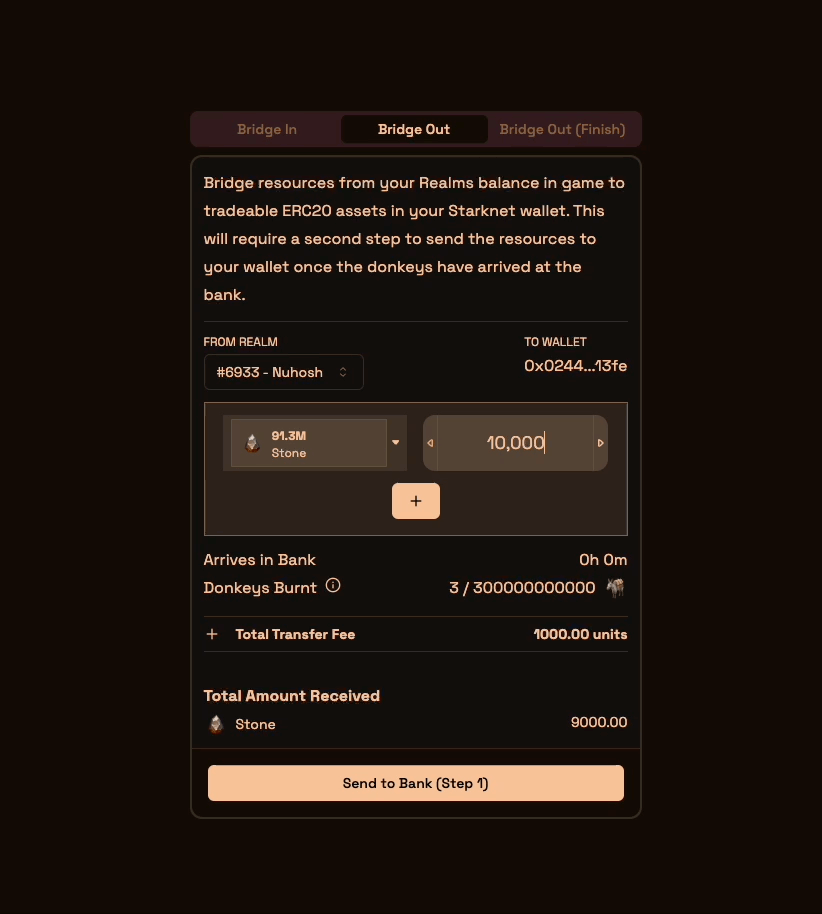 Bridge In Bridge Out Bridge Out (Finish)
Bridge resources from your Realms balance in game to
tradeable ERC20 assets in your Starknet wallet. This
will require a second step to send the resources to
your wallet once the donkeys have arrived at the
bank.
FROM REALM TO WALLET
#6933 - Nuhosh 0x0244...13fe
91.3M
Stone 10,000
+
Arrives in Bank 0h 0m
Donkeys Burnt 3 / 300000000000
+ Total Transfer Fee 1000.00 units
Total Amount Received
Stone 9000.00
Send to Bank (Step 1)